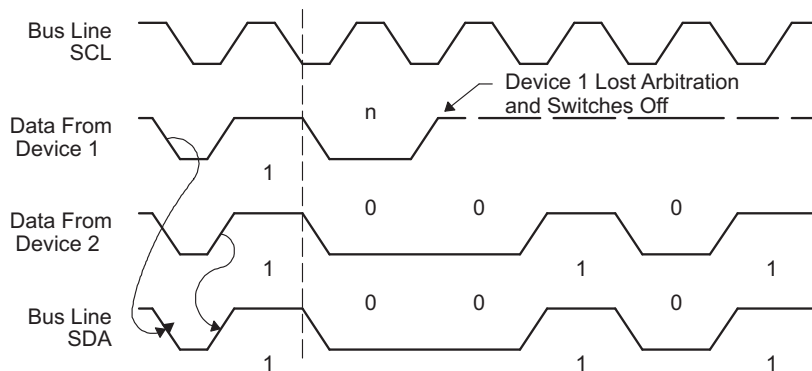 Bus Line
SCL
Device 1 Lost Arbitration
and Switches Off
n
Data From
Device 1
1
0 0 0
Data From
Device 2
1 1 1
0 0 0
Bus Line
SDA
1 1 1